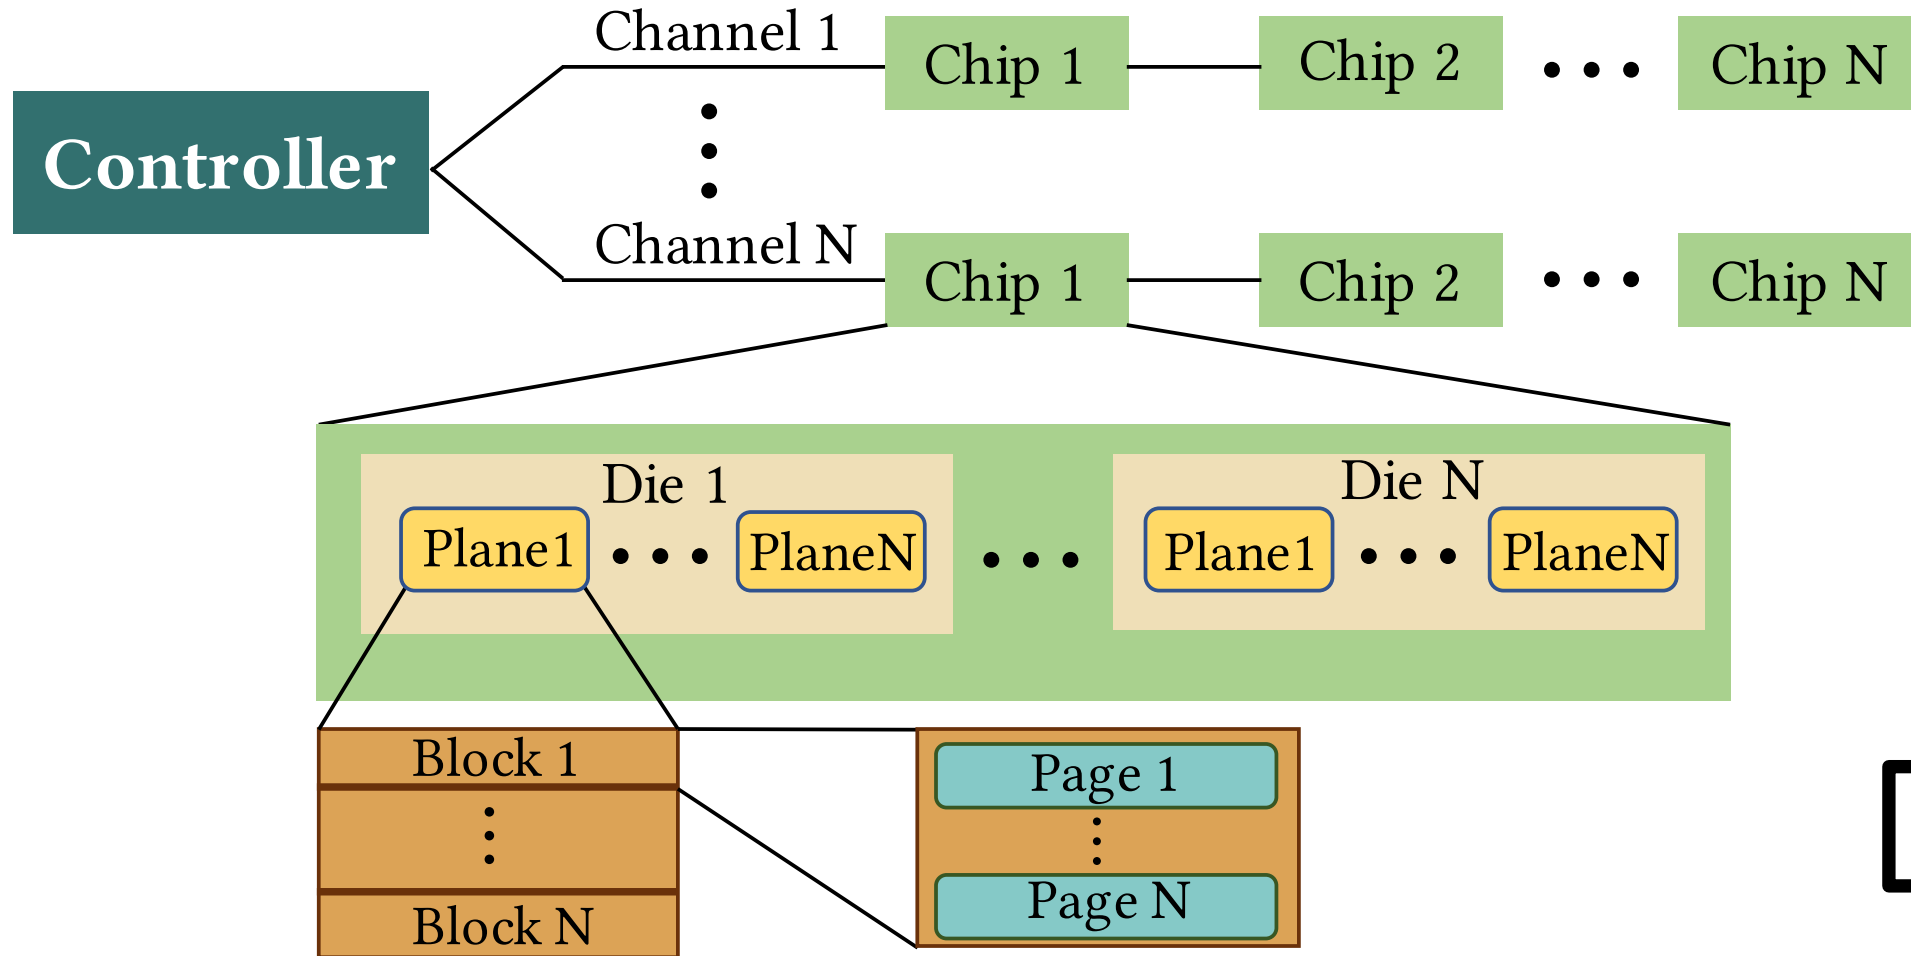 Channel 1
Chip 1
Chip 2
Chip N
Controller
Channel N
Chip 1
Chip 2
Chip N
Die 1
Die N
Plane1
PlaneN
Plane1
PlaneN
Block 1
Page 1
Page N
Block N